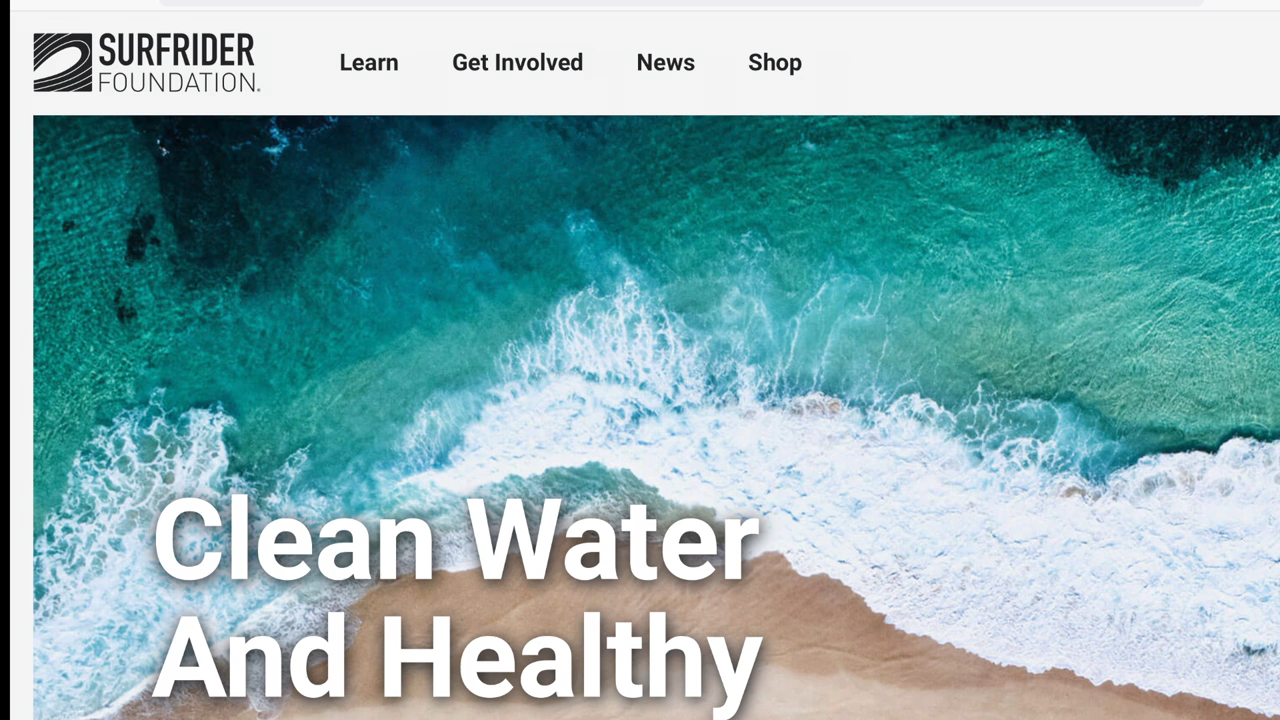 SURFRIDER
FOUNDATION.
Learn Get Involved News Shop
Clean Water
And Healthy